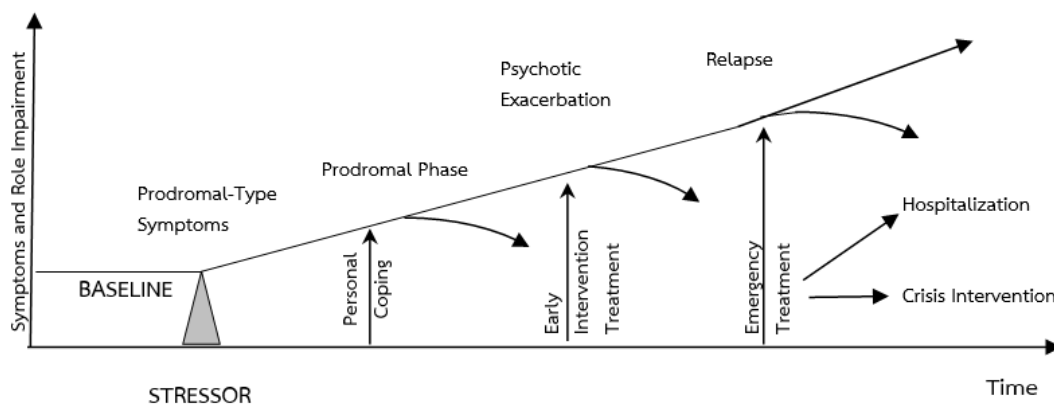 Symptoms and Role Impairment
Relapse
Psychotic
Exacerbation
Prodromal Phase
Prodromal-Type
Symptoms
BASELINE
Personal
Coping
Early
Intervention
Treatment
Emergency
Treatment
Hospitalization
Crisis Intervention
STRESSOR
Time